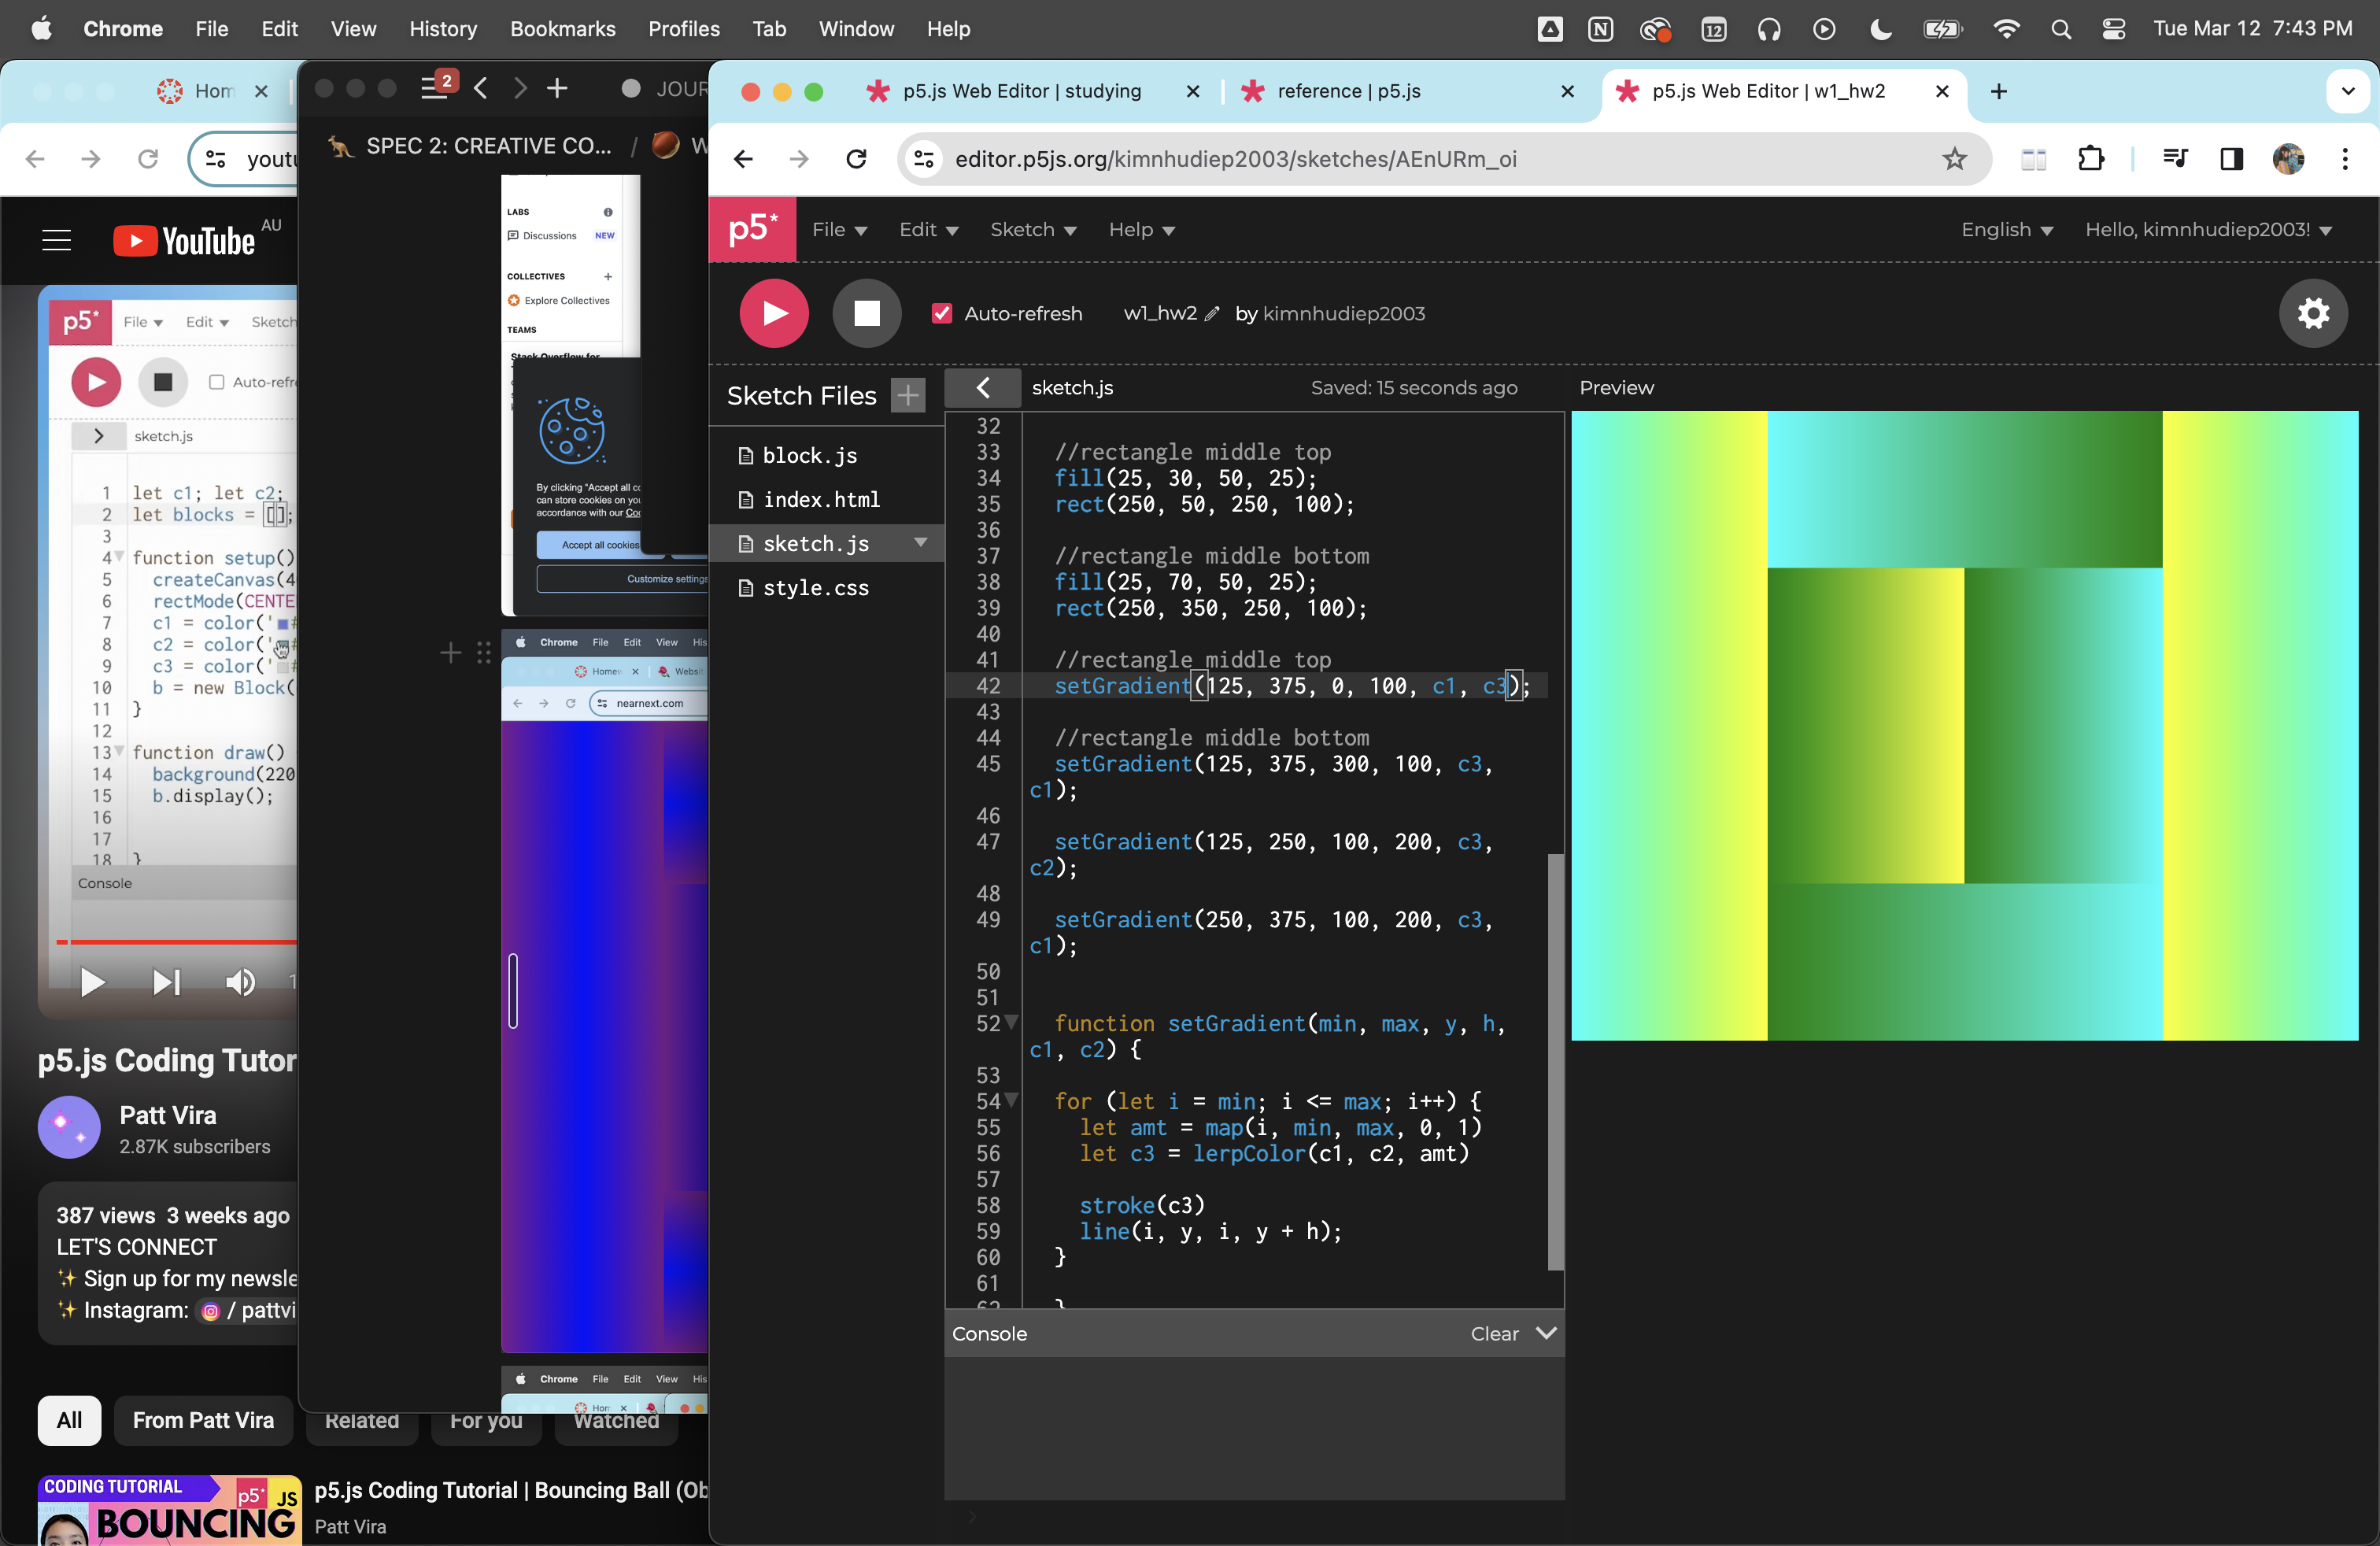 Chrome File Edit View History Bookmarks Profiles Tab Window Help
12 Tue Mar 12 7:43 PM
Hom
youtu
YouTube AU
p5* File Edit Sketch
Auto-refre
sketch.js
1 let c1; let c2;
2 let blocks = [];
3
4 function setup()
5 createCanvas(4
6 rectMode(CENTE
7 c1 = color('#
8 c2 = color('#
9 c3 = color('#
10 b = new Block(
11 }
12
13 function draw()
14 background(220
15 b.display();
16
17
18 }
Console
p5.js Coding Tutor
Patt Vira
2.87K subscribers
387 views 3 weeks ago
LET'S CONNECT
✨ Sign up for my newsle
✨ Instagram: / pattvi
All From Patt Vira Related For you Watched
CODING TUTORIAL p5* JS
BOUNCING
p5.js Coding Tutorial | Bouncing Ball (Ob
Patt Vira
2 JOUR
SPEC 2: CREATIVE CO... / W
LABS
Discussions NEW
COLLECTIVES +
Explore Collectives
TEAMS
Stack Overflow for
By clicking "Accept all co
can store cookies on you
accordance with our Coo
Accept all cookies
Customize settings
Chrome File Edit View His
Homew Websit
nearnext.com
Chrome File Edit View His
Hom
p5.js Web Editor | studying
reference | p5.js
p5.js Web Editor | w1_hw2
editor.p5js.org/kimnhudiep2003/sketches/AEnURm_oi
p5* File Edit Sketch Help English Hello, kimnhudiep2003!
Auto-refresh w1_hw2 by kimnhudiep2003
Sketch Files +
block.js
index.html
sketch.js
style.css
sketch.js Saved: 15 seconds ago Preview
32
33 //rectangle middle top
34 fill(25, 30, 50, 25);
35 rect(250, 50, 250, 100);
36
37 //rectangle middle bottom
38 fill(25, 70, 50, 25);
39 rect(250, 350, 250, 100);
40
41 //rectangle middle top
42 setGradient(125, 375, 0, 100, c1, c3);
43
44 //rectangle middle bottom
45 setGradient(125, 375, 300, 100, c3,
c1);
46
47 setGradient(125, 250, 100, 200, c3,
c2);
48
49 setGradient(250, 375, 100, 200, c3,
c1);
50
51
52 function setGradient(min, max, y, h,
c1, c2) {
53
54 for (let i = min; i <= max; i++) {
55 let amt = map(i, min, max, 0, 1)
56 let c3 = lerpColor(c1, c2, amt)
57
58 stroke(c3)
59 line(i, y, i, y + h);
60 }
61
62 }
Console Clear